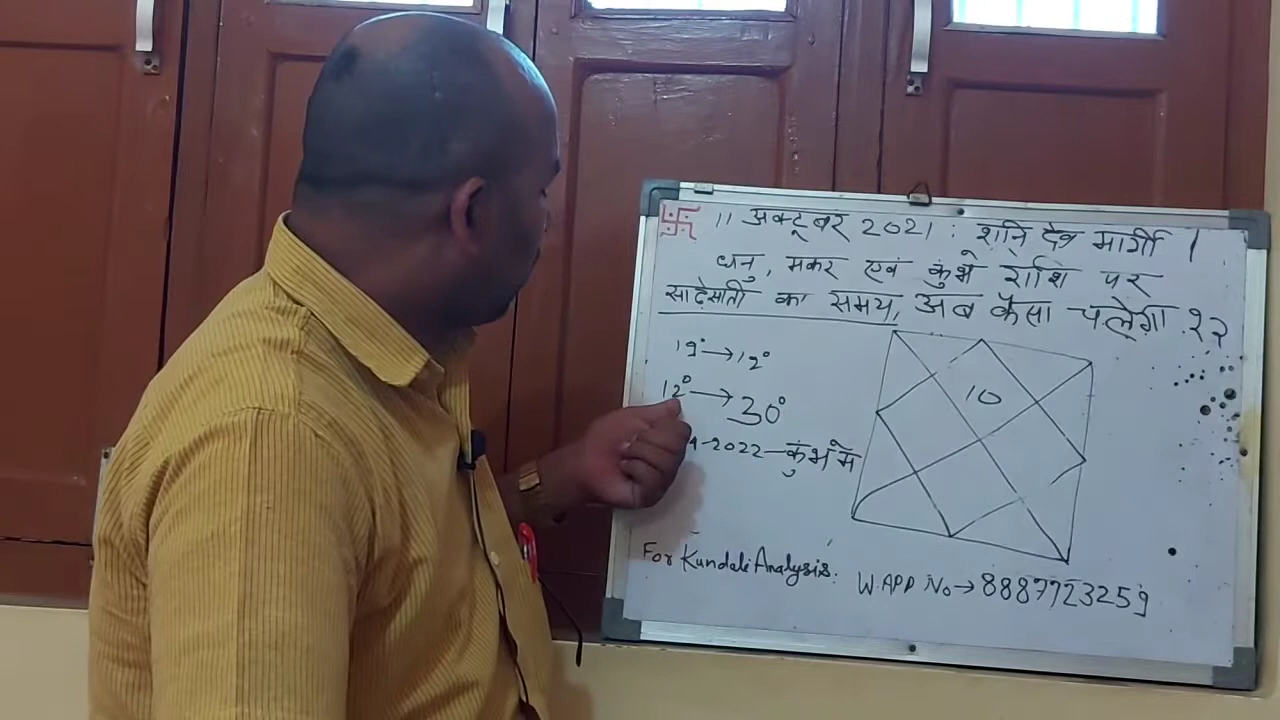 11 अक्टूबर 2021 : शनि देव मार्गी ।
धनु, मकर एवं कुंभ राशि पर
साढ़ेसाती का समय, अब कैसा चलेगा
19° → 12°
12° → 30°
-2022 – कुंभ में
10
For Kundali Analysis:
W.APP No → 8887723259